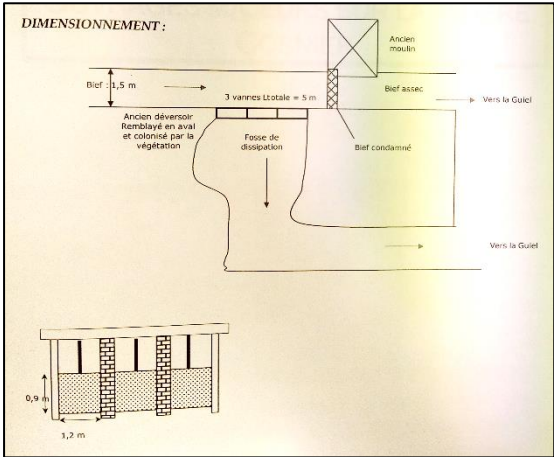 DIMENSIONNEMENT :
Ancien
moulin
Bief : 1,5 m
3 vannes Ltotale = 5 m
Bief assec
Vers la Guiel
Ancien déversoir
Remblayé en aval
et colonisé par la
végétation
Fosse de
dissipation
Bief condamné
Vers la Guiel
0,9 m
1,2 m